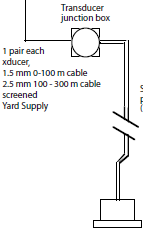 Transducer
junction box
1 pair each
xducer,
1.5 mm 0-100 m cable
2.5 mm 100 - 300 m cable
screened
Yard Supply